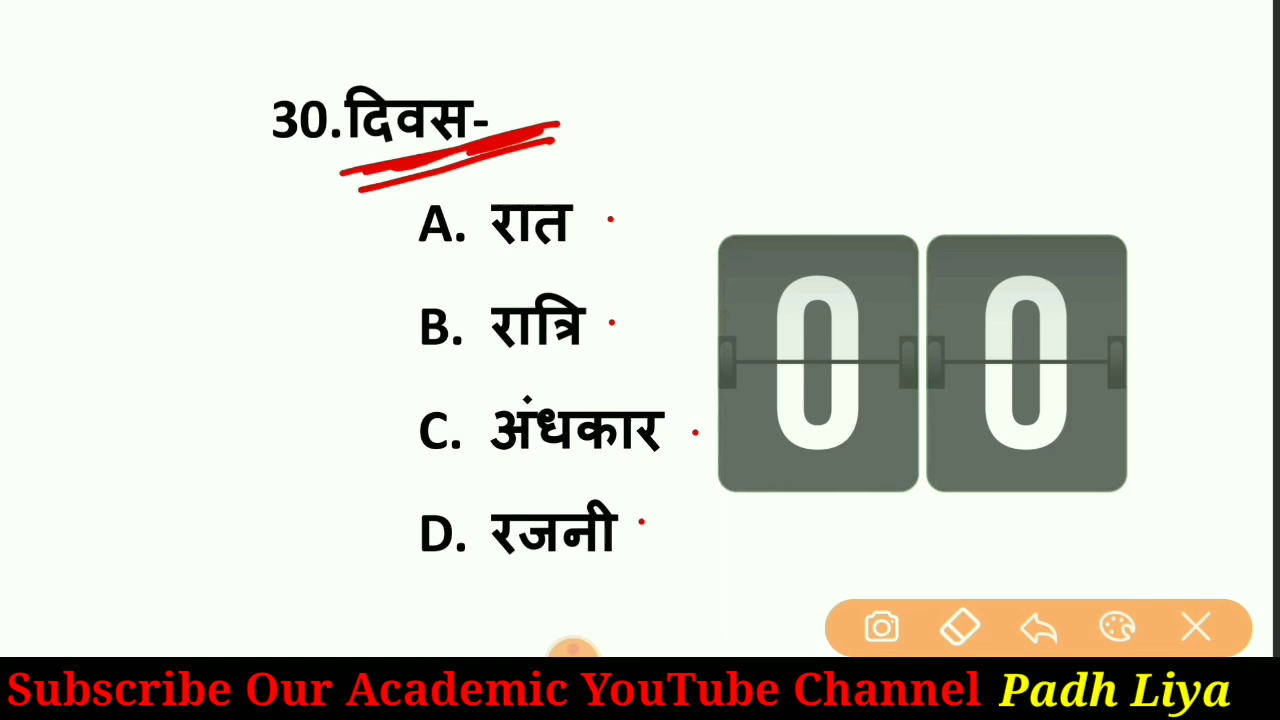 30.दिवस-
A. रात
B. रात्रि
C. अंधकार
D. रजनी
00
Subscribe Our Academic YouTube Channel Padh Liya